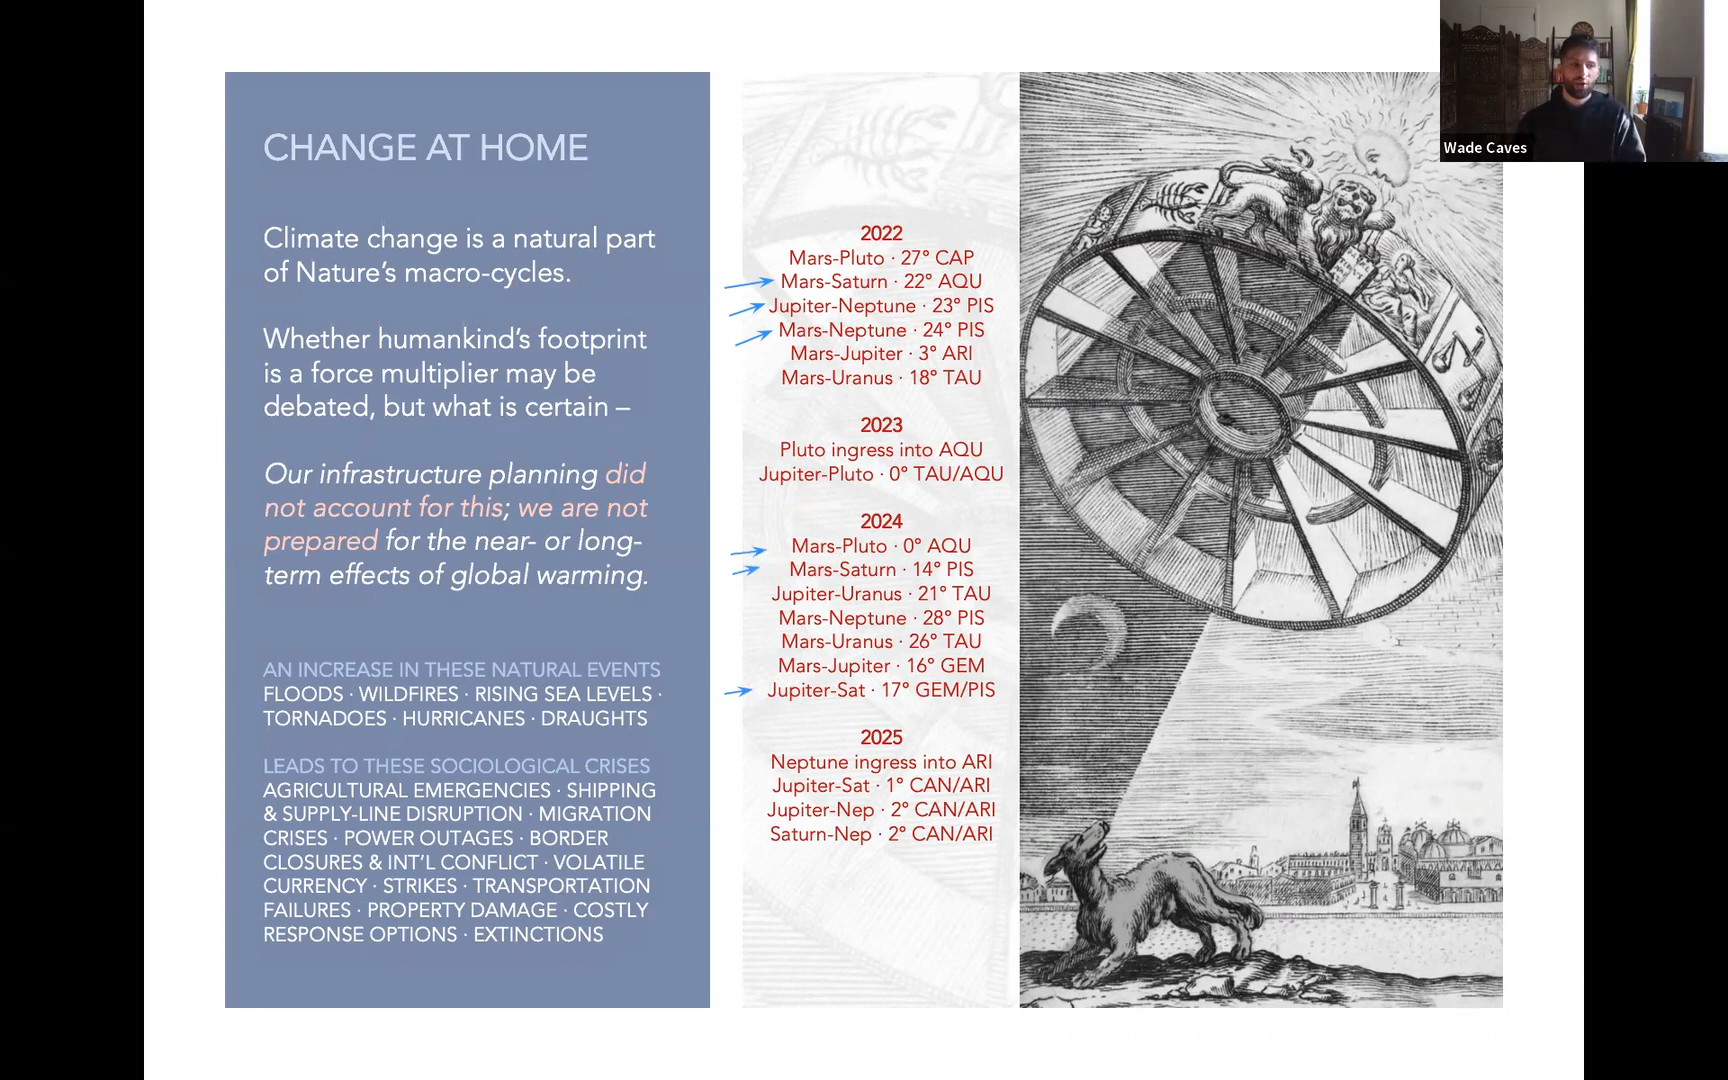 CHANGE AT HOME
Climate change is a natural part
of Nature's macro-cycles.
Whether humankind's footprint
is a force multiplier may be
debated, but what is certain –
Our infrastructure planning did
not account for this; we are not
prepared for the near- or long-
term effects of global warming.
AN INCREASE IN THESE NATURAL EVENTS
FLOODS · WILDFIRES · RISING SEA LEVELS ·
TORNADOES · HURRICANES · DRAUGHTS
LEADS TO THESE SOCIOLOGICAL CRISES
AGRICULTURAL EMERGENCIES · SHIPPING
& SUPPLY-LINE DISRUPTION · MIGRATION
CRISES · POWER OUTAGES · BORDER
CLOSURES & INT'L CONFLICT · VOLATILE
CURRENCY · STRIKES · TRANSPORTATION
FAILURES · PROPERTY DAMAGE · COSTLY
RESPONSE OPTIONS · EXTINCTIONS
2022
Mars-Pluto · 27° CAP
Mars-Saturn · 22° AQU
Jupiter-Neptune · 23° PIS
Mars-Neptune · 24° PIS
Mars-Jupiter · 3° ARI
Mars-Uranus · 18° TAU
2023
Pluto ingress into AQU
Jupiter-Pluto · 0° TAU/AQU
2024
Mars-Pluto · 0° AQU
Mars-Saturn · 14° PIS
Jupiter-Uranus · 21° TAU
Mars-Neptune · 28° PIS
Mars-Uranus · 26° TAU
Mars-Jupiter · 16° GEM
Jupiter-Sat · 17° GEM/PIS
2025
Neptune ingress into ARI
Jupiter-Sat · 1° CAN/ARI
Jupiter-Nep · 2° CAN/ARI
Saturn-Nep · 2° CAN/ARI
Wade Caves